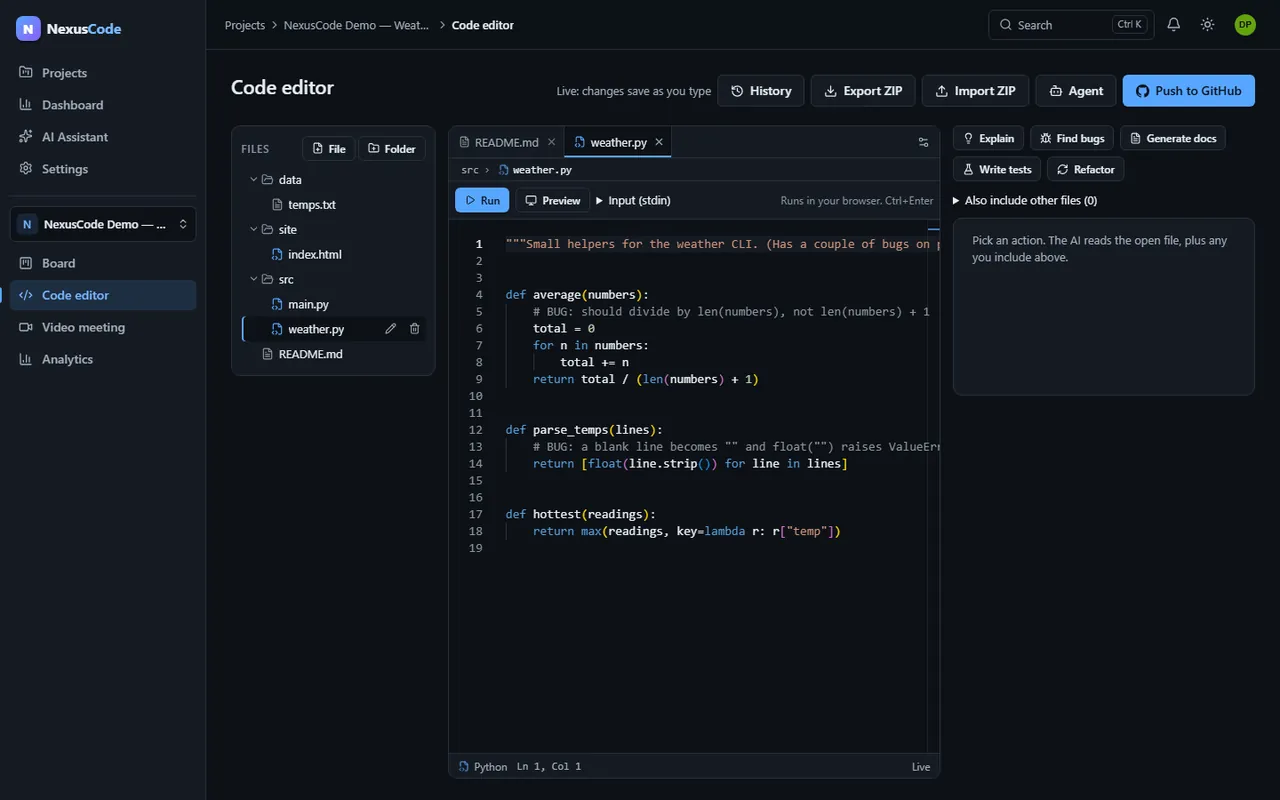 N NexusCode
Projects
Dashboard
AI Assistant
Settings
N NexusCode Demo — ...
Board
Code editor
Video meeting
Analytics
Projects > NexusCode Demo — Weat... > Code editor
Search Ctrl K
DP
Code editor
Live: changes save as you type
History
Export ZIP
Import ZIP
Agent
Push to GitHub
FILES
File
Folder
data
temps.txt
site
index.html
src
main.py
weather.py
README.md
README.md
weather.py
src > weather.py
Run
Preview
Input (stdin)
Runs in your browser. Ctrl+Enter
1 """Small helpers for the weather CLI. (Has a couple of bugs on
2
3
4 def average(numbers):
5 # BUG: should divide by len(numbers), not len(numbers) + 1
6 total = 0
7 for n in numbers:
8 total += n
9 return total / (len(numbers) + 1)
10
11
12 def parse_temps(lines):
13 # BUG: a blank line becomes "" and float("") raises ValueErr
14 return [float(line.strip()) for line in lines]
15
16
17 def hottest(readings):
18 return max(readings, key=lambda r: r["temp"])
19
Python Ln 1, Col 1
Live
Explain
Find bugs
Generate docs
Write tests
Refactor
Also include other files (0)
Pick an action. The AI reads the open file, plus any
you include above.